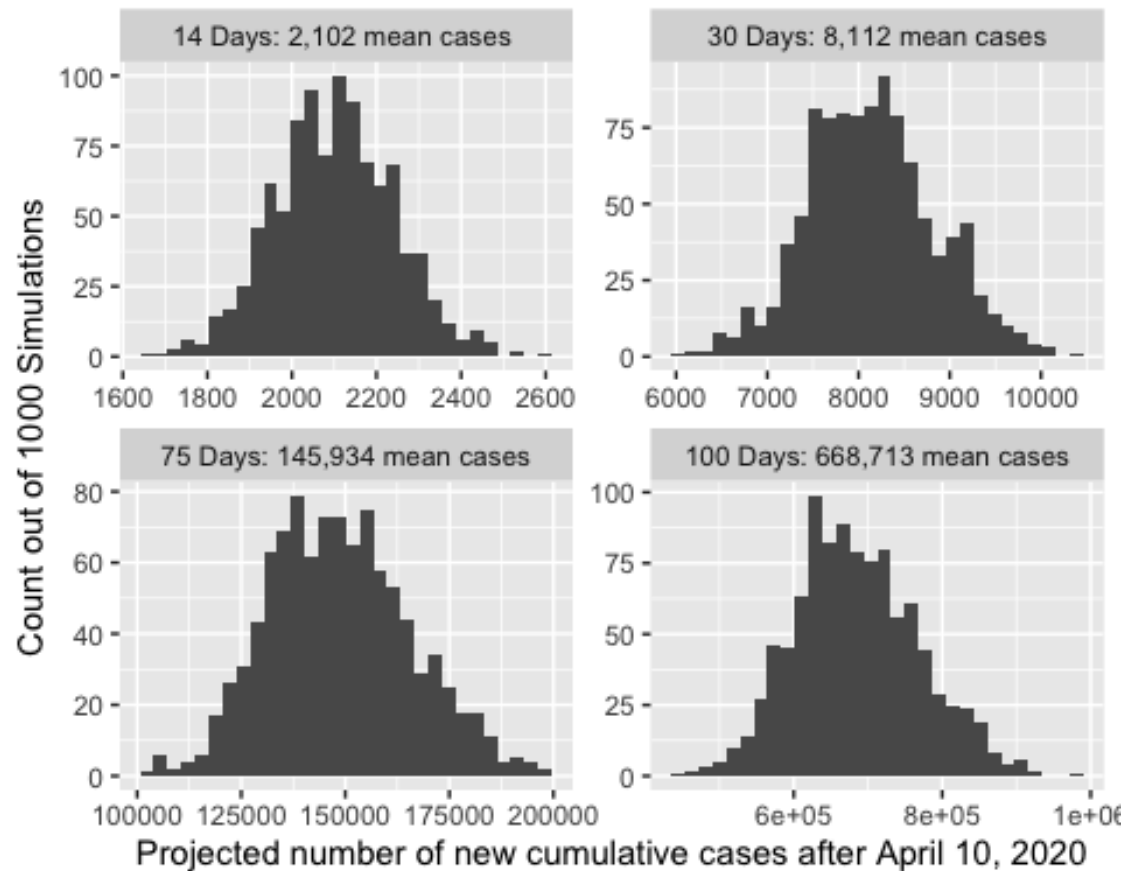 14 Days: 2,102 mean cases
30 Days: 8,112 mean cases
100
75
50
25
0
75
50
25
0
1600 1800 2000 2200 2400 2600
6000 7000 8000 9000 10000
75 Days: 145,934 mean cases
100 Days: 668,713 mean cases
80
60
40
20
0
100
75
50
25
0
100000 125000 150000 175000 200000
6e+05 8e+05 1e+06
Count out of 1000 Simulations
Projected number of new cumulative cases after April 10, 2020